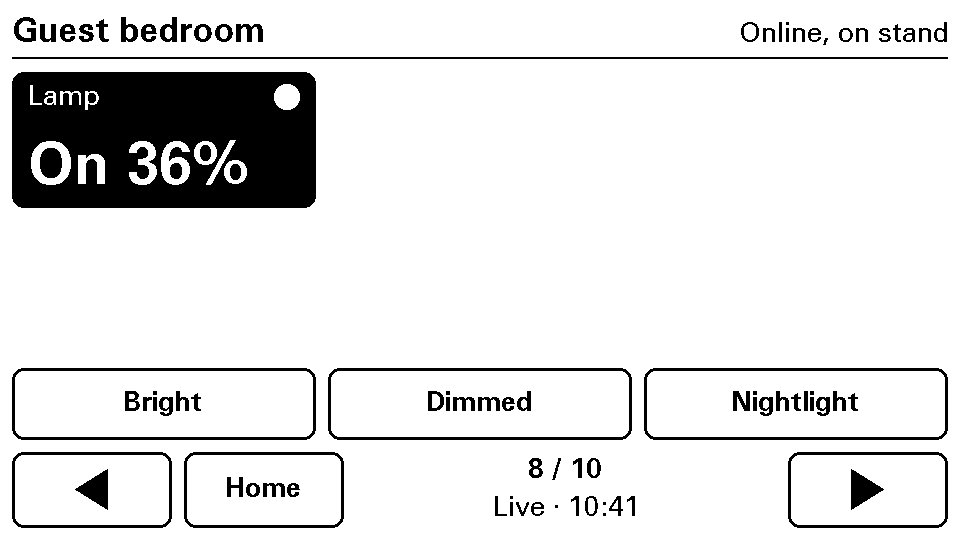 Guest bedroom
Online, on stand
Lamp
On 36%
Bright
Dimmed
Nightlight
Home
8 / 10
Live · 10:41